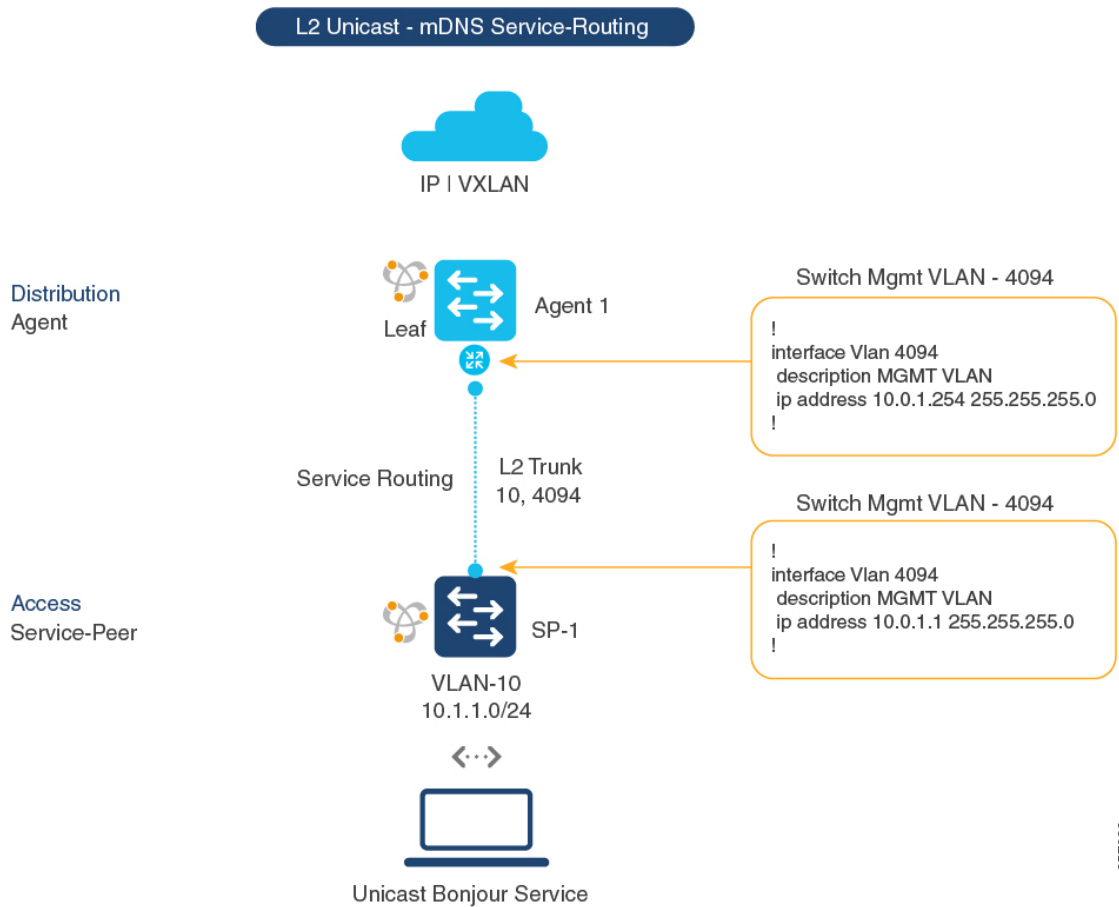 L2 Unicast - mDNS Service-Routing
IP | VXLAN
Distribution
Agent
Leaf
Agent 1
Switch Mgmt VLAN - 4094
!
interface Vlan 4094
description MGMT VLAN
ip address 10.0.1.254 255.255.255.0
!
Service Routing
L2 Trunk
10, 4094
Switch Mgmt VLAN - 4094
!
interface Vlan 4094
description MGMT VLAN
ip address 10.0.1.1 255.255.255.0
!
Access
Service-Peer
SP-1
VLAN-10
10.1.1.0/24
Unicast Bonjour Service